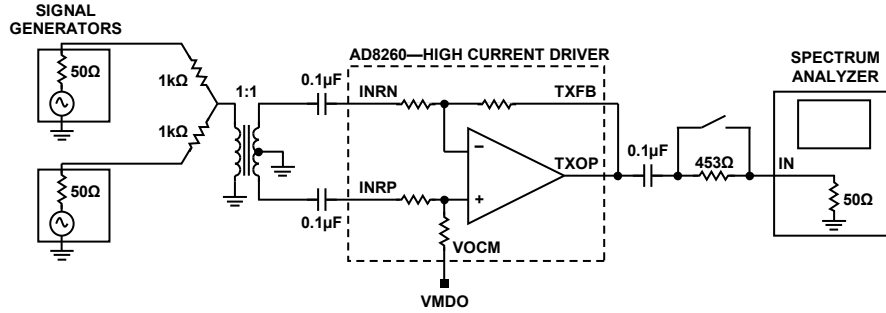 SIGNAL
GENERATORS
50Ω
1kΩ
1kΩ
50Ω
1:1
0.1µF
0.1µF
AD8260—HIGH CURRENT DRIVER
INRN
TXFB
TXOP
INRP
VOCM
VMDO
0.1µF
453Ω
SPECTRUM
ANALYZER
IN
50Ω